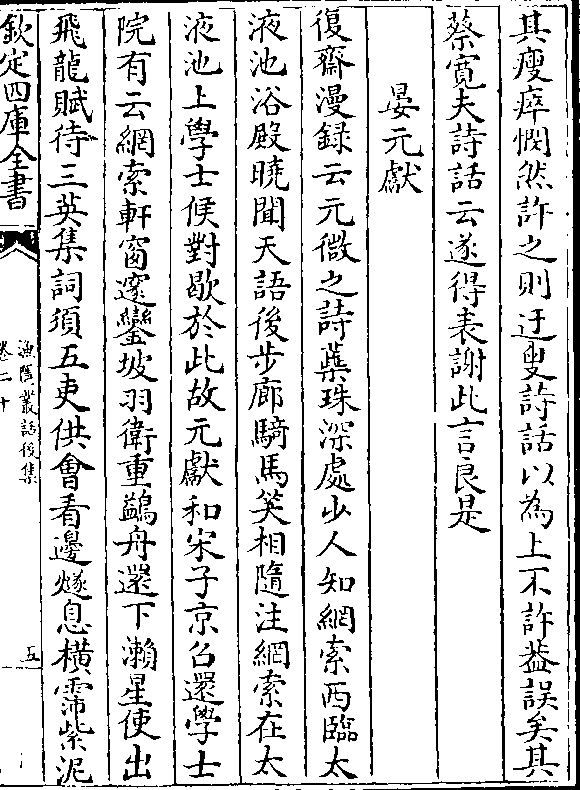 其瘦瘁憫然許之則迂叟詩話以為上不許葢誤矣其
蔡寛夫詩話云遂得表謝此言良是
晏元獻
復齋漫録云元微之詩蘂珠深處少人知網索西臨太
液池浴殿曉聞天語後步廊騎馬笑相隨注網索在太
液池上學士候對歇於此故元獻和宋子京召還學士
院有云網索軒窗邃鑾坡羽衛重鷁舟還下瀨星使出
飛龍賦待三英集詞須五吏供會看邊燧息横霈紫泥
欽定四庫全書
漁隱叢話後集
卷二十
五